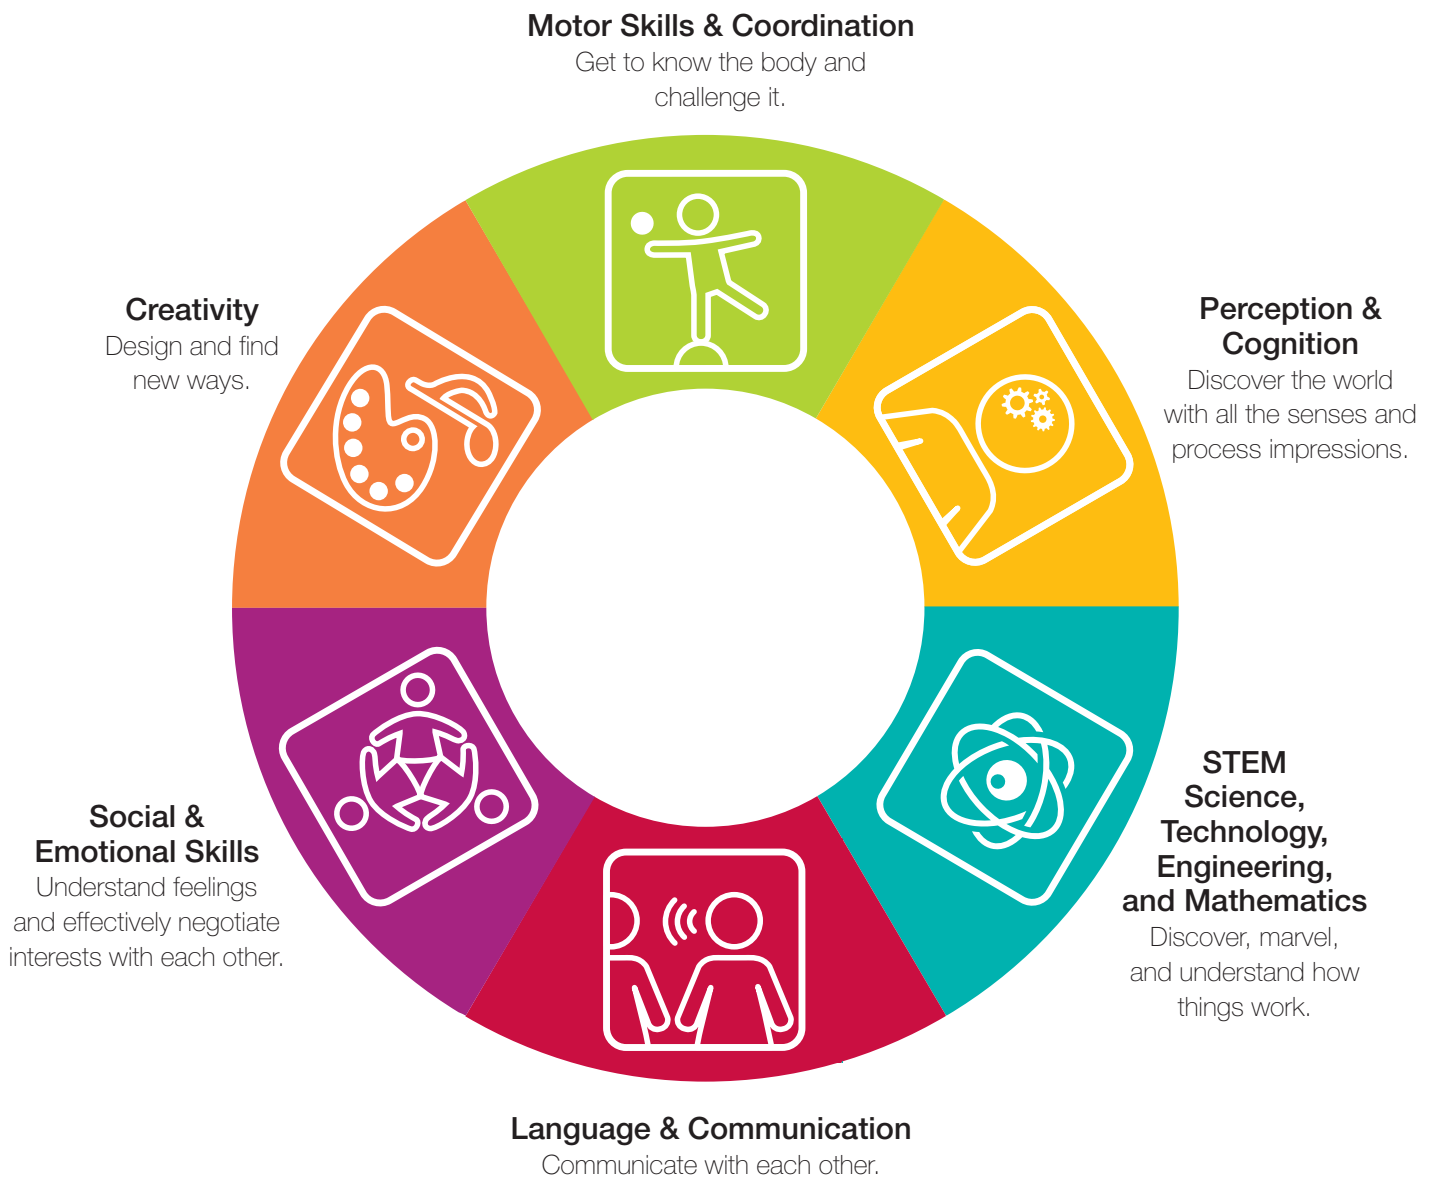 Motor Skills & Coordination
Get to know the body and
challenge it.
Perception &
Cognition
Discover the world
with all the senses and
process impressions.
STEM
Science,
Technology,
Engineering,
and Mathematics
Discover, marvel,
and understand how
things work.
Language & Communication
Communicate with each other.
Social &
Emotional Skills
Understand feelings
and effectively negotiate
interests with each other.
Creativity
Design and find
new ways.